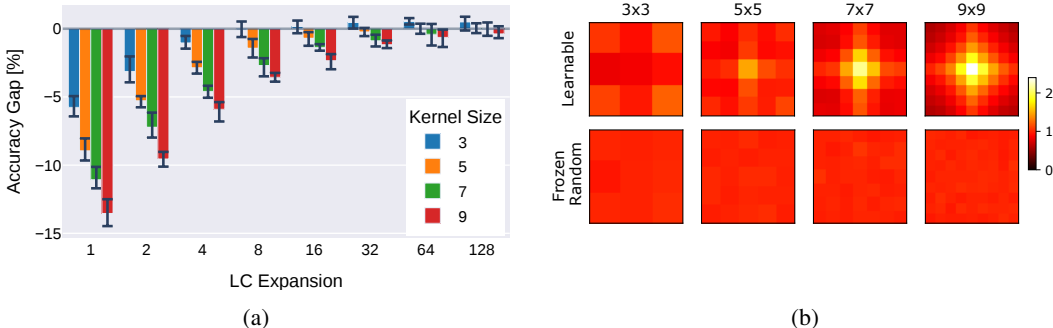 Accuracy Gap [%]
0
−5
−10
−15
Kernel Size
3
5
7
9
1 2 4 8 16 32 64 128
LC Expansion
(a)
3x3 5x5 7x7 9x9
Learnable
Frozen
Random
2
1
0
(b)